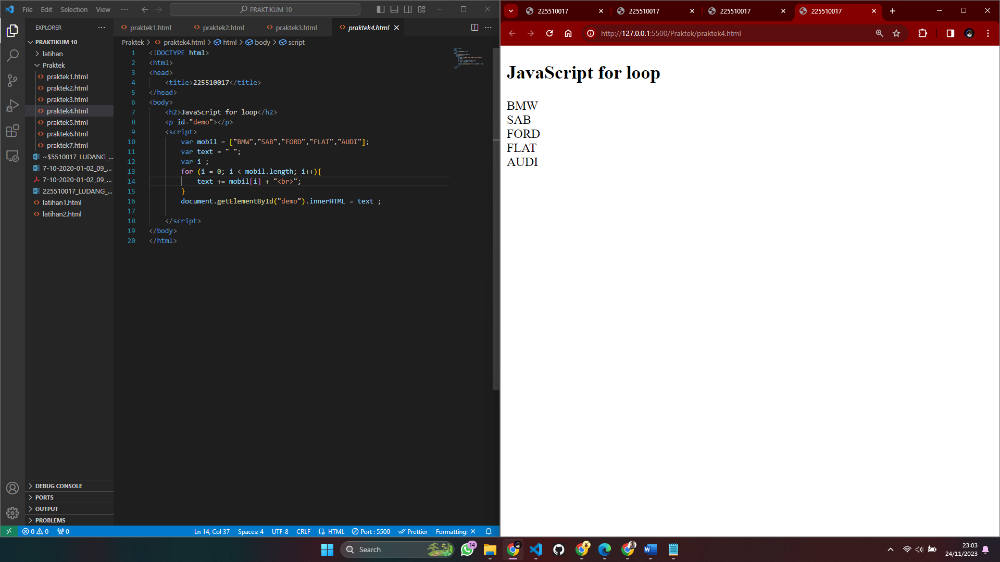 File Edit Selection View ··· PRAKTIKUM 10
EXPLORER ···
PRAKTIKUM 10
latihan
Praktek
praktek1.html
praktek2.html
praktek3.html
praktek4.html
praktek5.html
praktek6.html
praktek7.html
~$5510017_LUDANG_...
7-10-2020-01-02_09_...
7-10-2020-01-02_09_...
225510017_LUDANG_...
latihan1.html
latihan2.html
DEBUG CONSOLE
PORTS
OUTPUT
PROBLEMS
praktek1.html praktek2.html praktek3.html praktek4.html
Praktek > praktek4.html > html > body > script
1 <!DOCTYPE html>
2 <html>
3 <head>
4 <title>225510017</title>
5 </head>
6 <body>
7 <h2>JavaScript for loop</h2>
8 <p id="demo"></p>
9 <script>
10 var mobil = ["BMW","SAB","FORD","FLAT","AUDI"];
11 var text = " ";
12 var i ;
13 for (i = 0; i < mobil.length; i++){
14 text += mobil[i] + "<br>";
15 }
16 document.getElementById("demo").innerHTML = text ;
17
18 </script>
19 </body>
20 </html>
0 0 0 Ln 14, Col 37 Spaces: 4 UTF-8 CRLF HTML Port : 5500 Prettier Formatting: ×
225510017 225510017 225510017 225510017
http://127.0.0.1:5500/Praktek/praktek4.html
JavaScript for loop
BMW
SAB
FORD
FLAT
AUDI
Search 14
23:03
24/11/2023